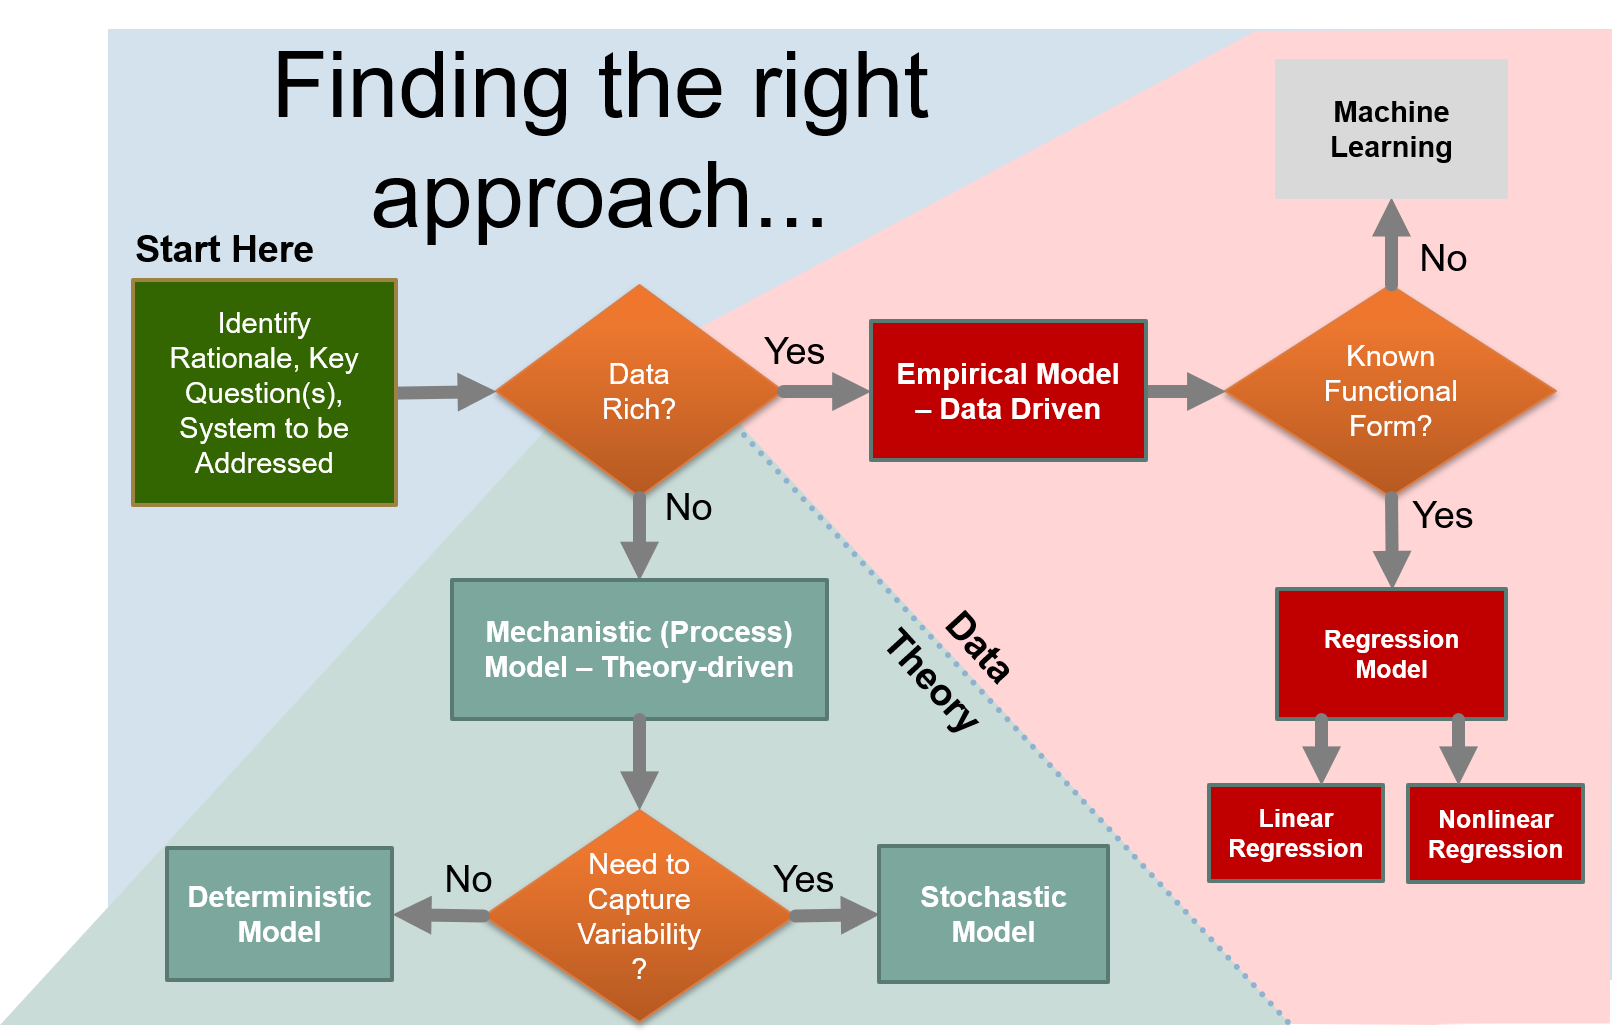 Finding the right
approach...
Start Here
Identify
Rationale, Key
Question(s),
System to be
Addressed
Data
Rich?
Yes
Empirical Model
– Data Driven
Known
Functional
Form?
No
Machine
Learning
Yes
Regression
Model
Linear
Regression
Nonlinear
Regression
No
Mechanistic (Process)
Model – Theory-driven
Data
Theory
Need to
Capture
Variability
?
No
Deterministic
Model
Yes
Stochastic
Model